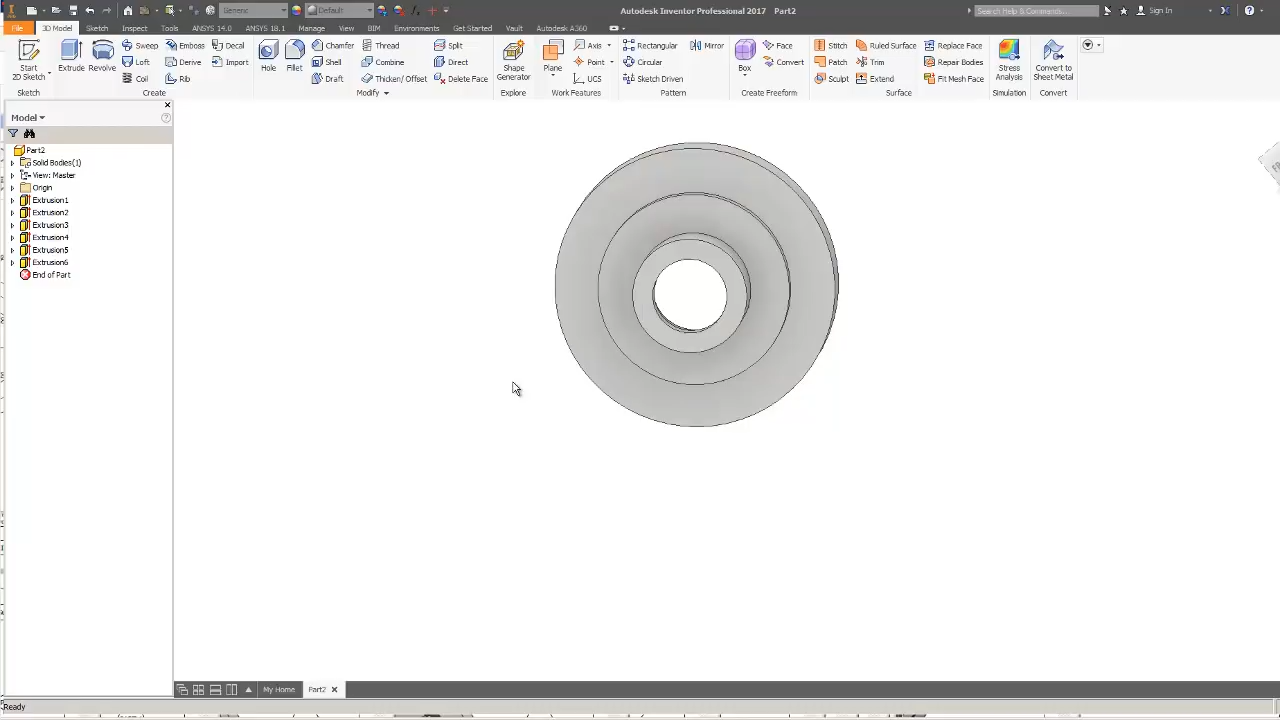 Generic
Default
Autodesk Inventor Professional 2017 Part2
Search Help & Commands...
Sign In
File 3D Model Sketch Inspect Tools ANSYS 14.0 ANSYS 18.1 Manage View BIM Environments Get Started Vault Autodesk A360
Start
2D Sketch
Extrude Revolve
Sweep Emboss Decal
Loft Derive Import
Coil Rib
Hole Fillet
Chamfer Thread Split
Shell Combine Direct
Draft Thicken/ Offset Delete Face
Shape
Generator
Plane
Axis
Point
UCS
Rectangular Mirror
Circular
Sketch Driven
Box
Face
Convert
Stitch Ruled Surface Replace Face
Patch Trim Repair Bodies
Sculpt Extend Fit Mesh Face
Stress
Analysis
Convert to
Sheet Metal
Sketch Create Modify Explore Work Features Pattern Create Freeform Surface Simulation Convert
Model
Part2
Solid Bodies(1)
View: Master
Origin
Extrusion1
Extrusion2
Extrusion3
Extrusion4
Extrusion5
Extrusion6
End of Part
My Home Part2
Ready